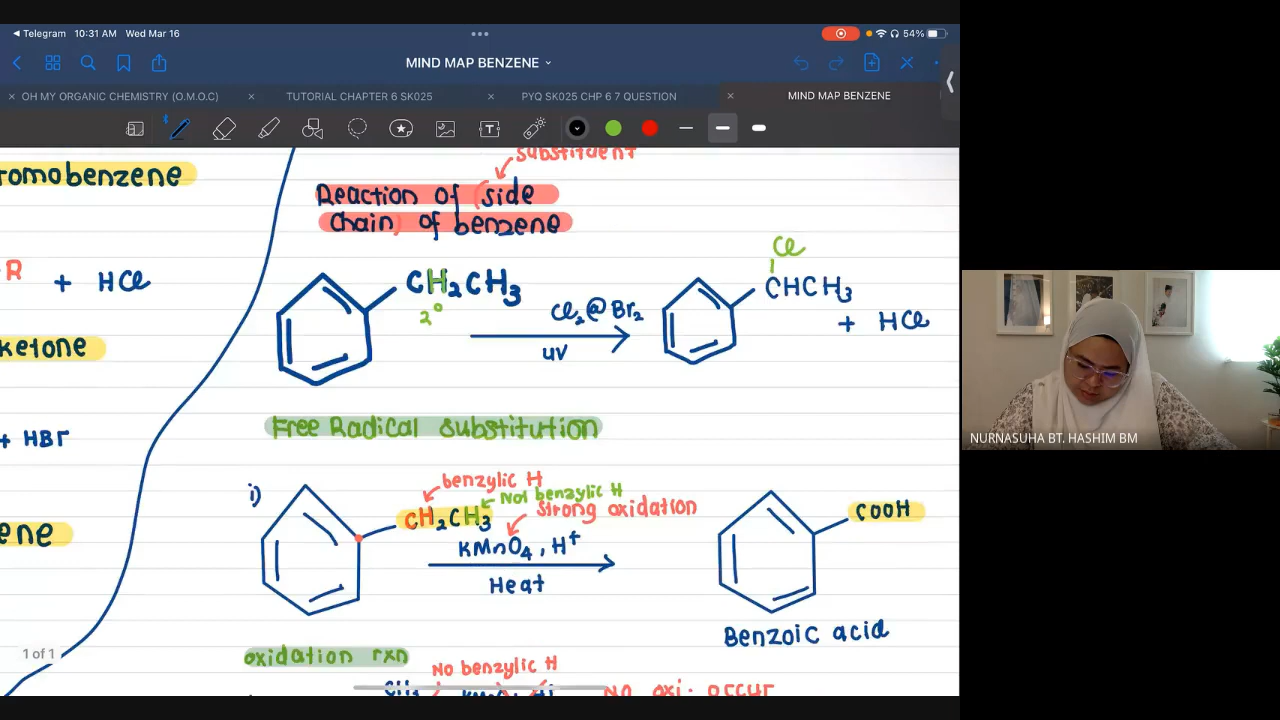 Telegram 10:31 AM Wed Mar 16
54%
MIND MAP BENZENE
OH MY ORGANIC CHEMISTRY (O.M.O.C)
TUTORIAL CHAPTER 6 SK025
PYQ SK025 CHP 6 7 QUESTION
MIND MAP BENZENE
substituent
romobenzene
Reaction of (side
chain) of benzene
Cl
CH₂CH₃
2°
Cl₂@Br₂
uv
CHCH₃
+ HCl
R + HCl
ketone
Free Radical substitution
+ HBr
i)
benzylic H
Not benzylic H
CH₂CH₃
strong oxidation
KMnO₄, H⁺
Heat
COOH
ene
Benzoic acid
1 of 1
oxidation rxn
No benzylic H
No oxi. occur
NURNASUHA BT. HASHIM BM